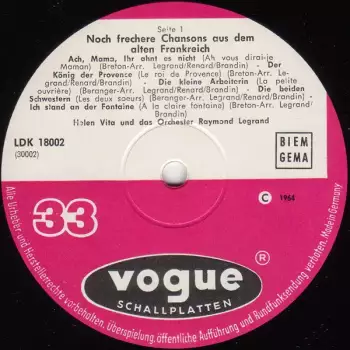 Seite 1
Noch frechere Chansons aus dem
alten Frankreich
Ach, Mama, Ihr ahnt es nicht (Ah vous dirai-je
Maman) (Breton-Arr. Legrand/Renard/Brandin) - Der
König der Provence (Le roi da Provence) (Breton-Arr. Le-
grand/Renard/Brandin) - Die kleine Arbeiterin (La petite
ouvrière) (Beranger-Arr. Legrand/Renard/Brandin) - Die beiden
Schwestern (Les deux soeurs) (Beranger-Arr. Legrand/Renard/Brandin) -
Ich stand an der Fontaine (A la claire fontaine) (Breton-Arr. Legrand/
Brandin)
Helen Vita und das Orchester Raymond Legrand
LDK 18002
(30002)
BIEM
GEMA
33
C 1964
vogue ®
SCHALLPLATTEN
Alle Urheber- und Herstellerrechte vorbehalten. Überspielung, öffentliche Aufführung und Rundfunksendung verboten. Made in Germany